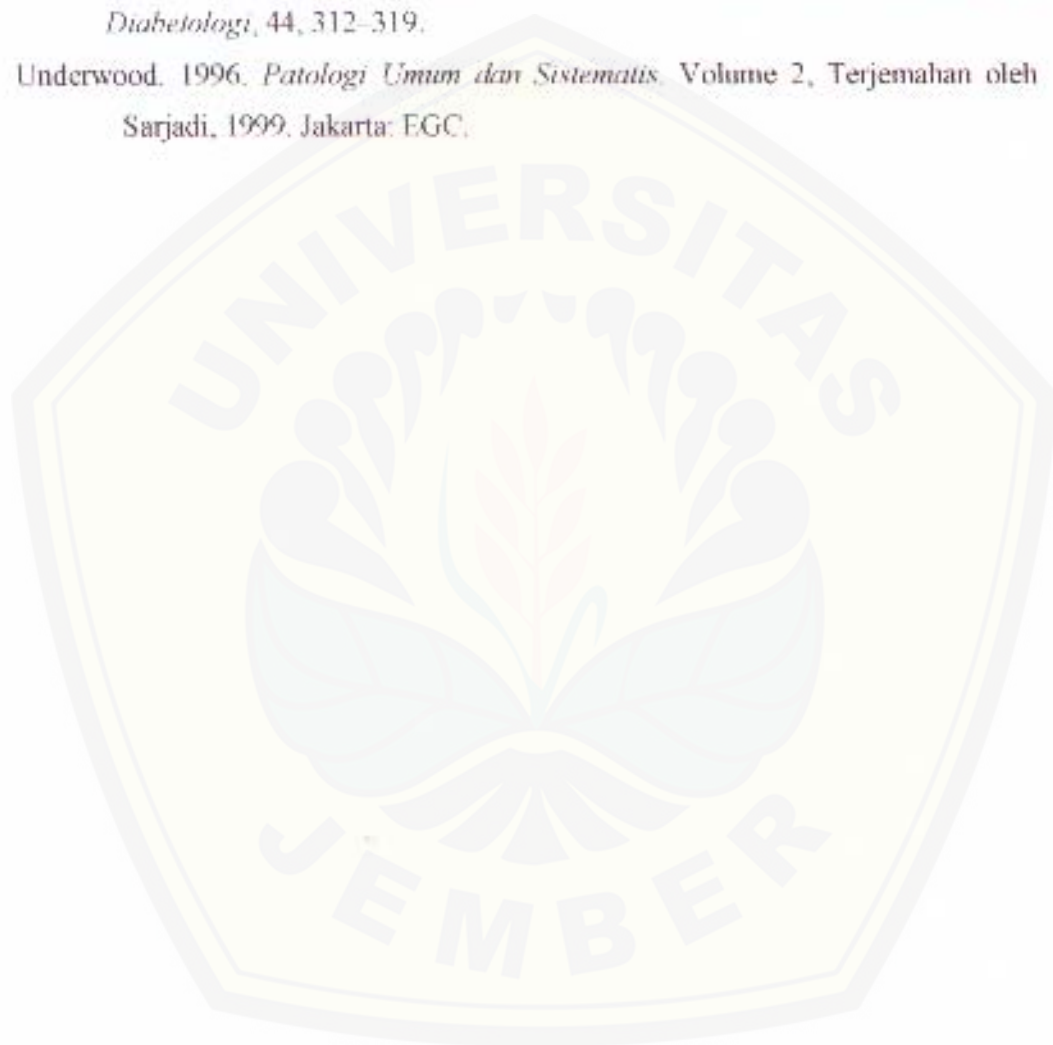 Diabetologi, 44, 312-319.
Underwood. 1996. Patologi Umum dan Sistematis. Volume 2, Terjemahan oleh
Sarjadi, 1999. Jakarta: EGC.
UNIVERSITAS
JEMBER